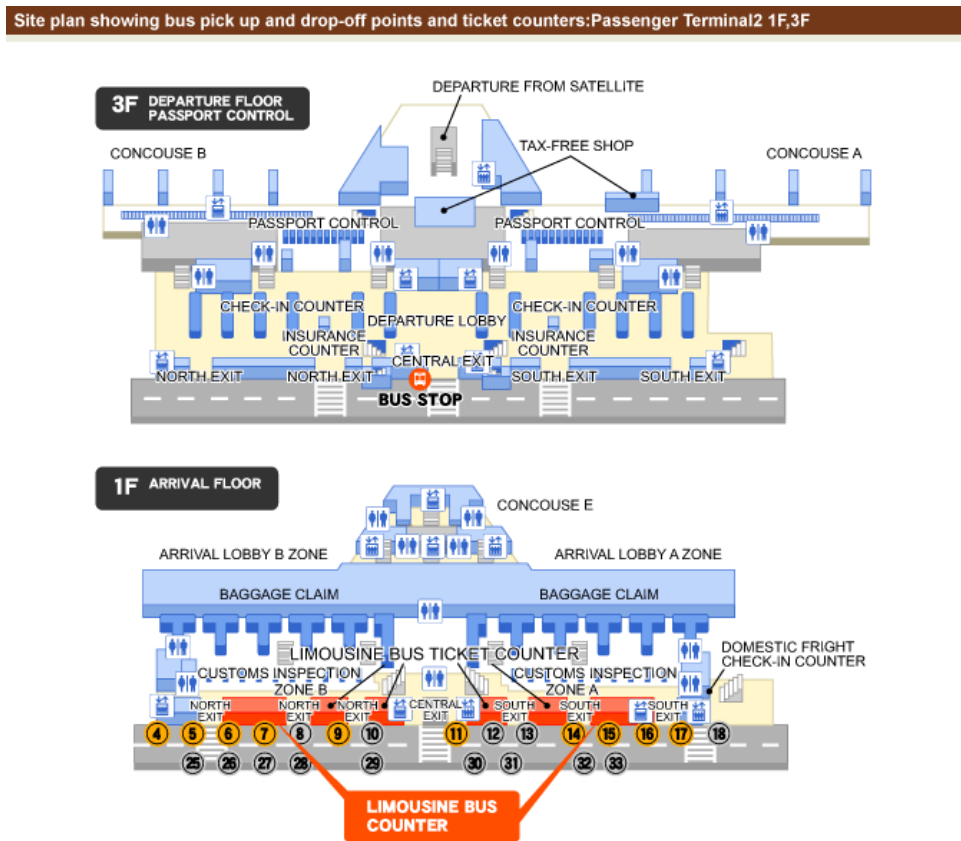 Site plan showing bus pick up and drop-off points and ticket counters:Passenger Terminal2 1F,3F
3F DEPARTURE FLOOR
PASSPORT CONTROL
DEPARTURE FROM SATELLITE
TAX-FREE SHOP
CONCOUSE B
CONCOUSE A
PASSPORT CONTROL
PASSPORT CONTROL
CHECK-IN COUNTER
CHECK-IN COUNTER
DEPARTURE LOBBY
INSURANCE
COUNTER
INSURANCE
COUNTER
CENTRAL EXIT
NORTH EXIT
NORTH EXIT
SOUTH EXIT
SOUTH EXIT
BUS STOP
1F ARRIVAL FLOOR
CONCOUSE E
ARRIVAL LOBBY B ZONE
ARRIVAL LOBBY A ZONE
BAGGAGE CLAIM
BAGGAGE CLAIM
LIMOUSINE BUS TICKET COUNTER
DOMESTIC FRIGHT
CHECK-IN COUNTER
CUSTOMS INSPECTION
CUSTOMS INSPECTION
ZONE B
ZONE A
NORTH
EXIT
NORTH
EXIT
NORTH
EXIT
CENTRAL
EXIT
SOUTH
EXIT
SOUTH
EXIT
SOUTH
EXIT
4 5 6 7 8 9 10 11 12 13 14 15 16 17 18
25 26 27 28 29 30 31 32 33
LIMOUSINE BUS
COUNTER